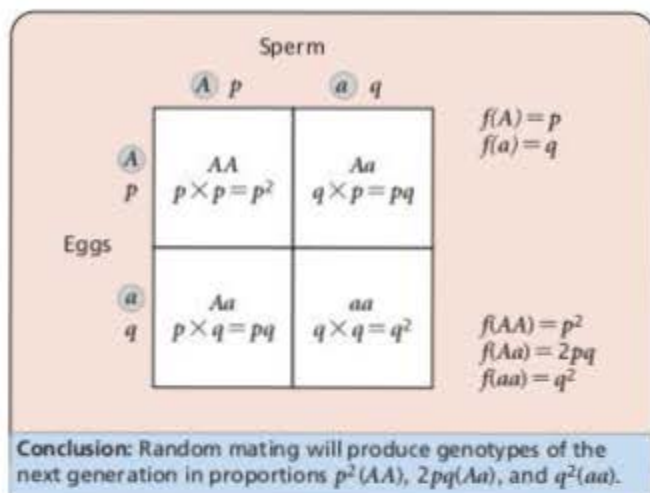 Sperm
A p a q
f(A) = p
f(a) = q
A
p
AA
p × p = p²
Aa
q × p = pq
Eggs
a
q
Aa
p × q = pq
aa
q × q = q²
f(AA) = p²
f(Aa) = 2pq
f(aa) = q²
Conclusion: Random mating will produce genotypes of the
next generation in proportions p²(AA), 2pq(Aa), and q²(aa).